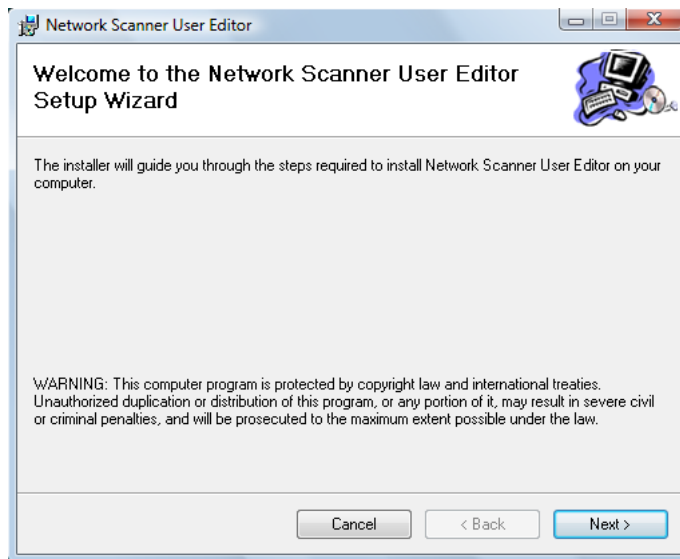 Network Scanner User Editor
Welcome to the Network Scanner User Editor
Setup Wizard
The installer will guide you through the steps required to install Network Scanner User Editor on your
computer.
WARNING: This computer program is protected by copyright law and international treaties.
Unauthorized duplication or distribution of this program, or any portion of it, may result in severe civil
or criminal penalties, and will be prosecuted to the maximum extent possible under the law.
Cancel
< Back
Next >